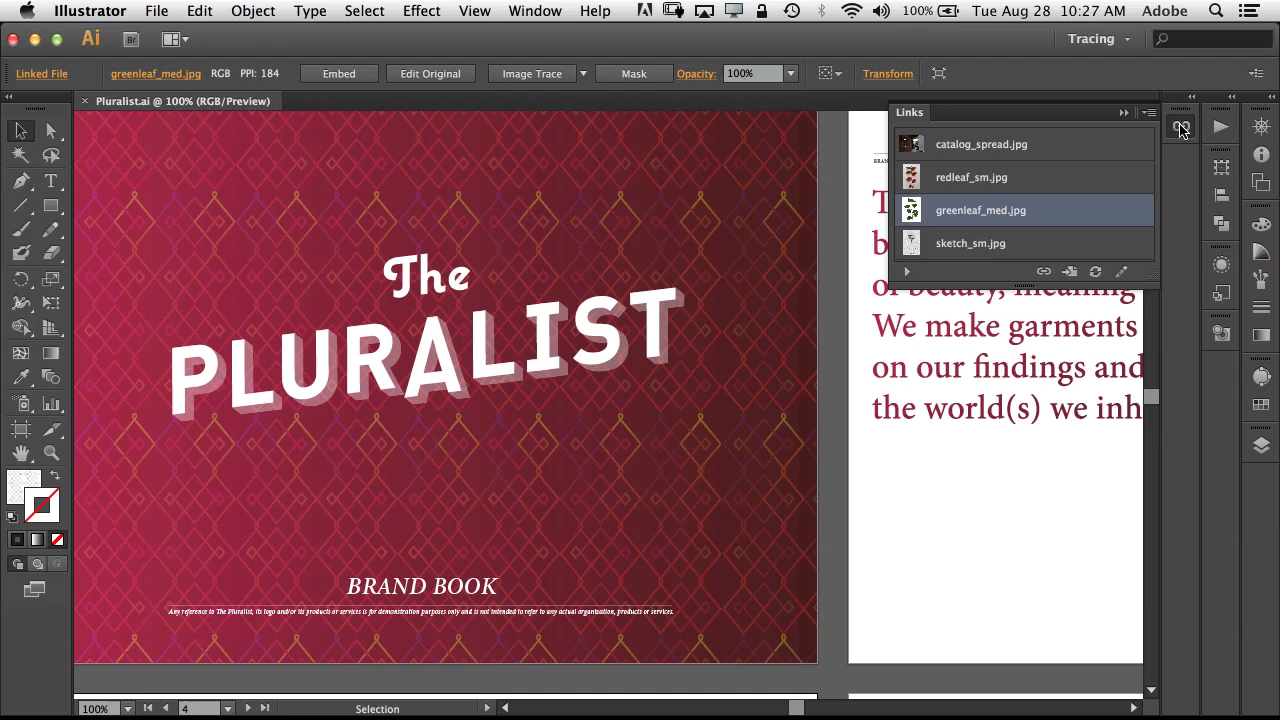 Illustrator File Edit Object Type Select Effect View Window Help 100% Tue Aug 28 10:27 AM Adobe
Ai Br Tracing
Linked File greenleaf_med.jpg RGB PPI: 184 Embed Edit Original Image Trace Mask Opacity: 100% Transform
Pluralist.ai @ 100% (RGB/Preview)
Links
catalog_spread.jpg
redleaf_sm.jpg
greenleaf_med.jpg
sketch_sm.jpg
The
PLURALIST
BRAND BOOK
Any reference to The Pluralist, its logo and/or its products or services is for demonstration purposes only and is not intended to refer to any actual organization, products or services.
BRAN
T
b
of beauty, meaning
We make garments
on our findings and
the world(s) we inh
100% 4 Selection